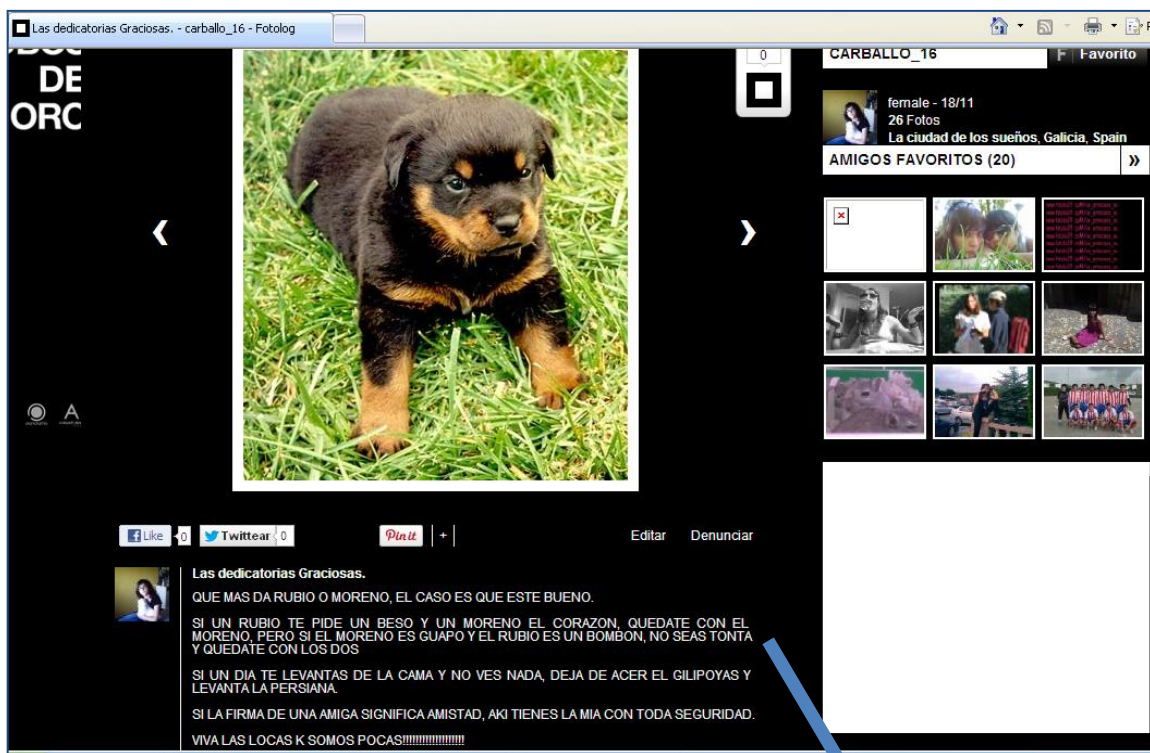 Las dedicatorias Graciosas. - carballo_16 - Fotolog
DE
ORC
0
CARBALLO_16
F Favorito
female - 18/11
26 Fotos
La ciudad de los sueños, Galicia, Spain
AMIGOS FAVORITOS (20) »
Like 0 Twittear 0 Pin it + Editar Denunciar
Las dedicatorias Graciosas.
QUE MAS DA RUBIO O MORENO, EL CASO ES QUE ESTE BUENO.
SI UN RUBIO TE PIDE UN BESO Y UN MORENO EL CORAZON, QUEDATE CON EL
MORENO, PERO SI EL MORENO ES GUAPO Y EL RUBIO ES UN BOMBON, NO SEAS TONTA
Y QUEDATE CON LOS DOS
SI UN DIA TE LEVANTAS DE LA CAMA Y NO VES NADA, DEJA DE ACER EL GILIPOYAS Y
LEVANTA LA PERSIANA.
SI LA FIRMA DE UNA AMIGA SIGNIFICA AMISTAD, AKI TIENES LA MIA CON TODA SEGURIDAD.
VIVA LAS LOCAS K SOMOS POCAS!!!!!!!!!!!!!!!!!!!!